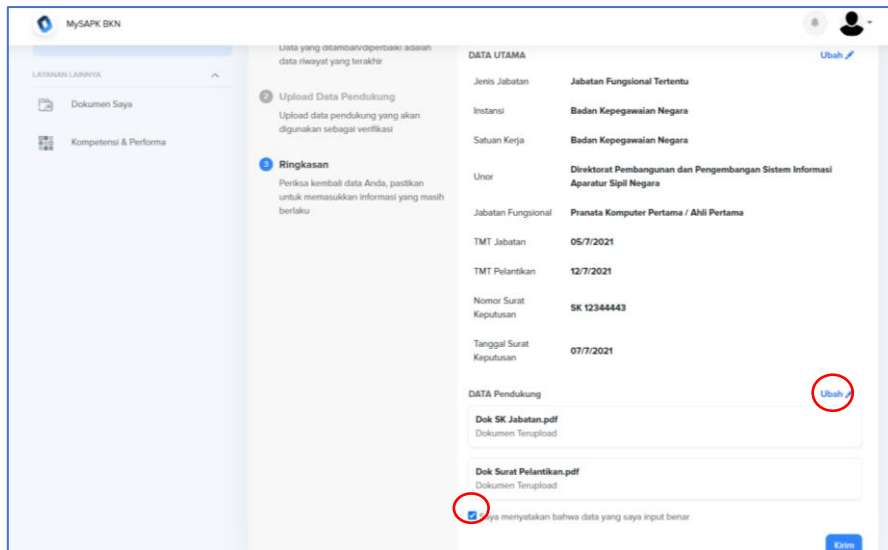 MySAPK BKN
LAYANAN LAINNYA
Dokumen Saya
Kompetensi & Performa
Data yang ditambah/diperbaiki adalah
data riwayat yang terakhir
2 Upload Data Pendukung
Upload data pendukung yang akan
digunakan sebagai verifikasi
3 Ringkasan
Periksa kembali data Anda, pastikan
untuk memasukkan informasi yang masih
berlaku
DATA UTAMA Ubah
Jenis Jabatan Jabatan Fungsional Tertentu
Instansi Badan Kepegawaian Negara
Satuan Kerja Badan Kepegawaian Negara
Unor Direktorat Pembangunan dan Pengembangan Sistem Informasi
Aparatur Sipil Negara
Jabatan Fungsional Pranata Komputer Pertama / Ahli Pertama
TMT Jabatan 05/7/2021
TMT Pelantikan 12/7/2021
Nomor Surat
Keputusan SK 12344443
Tanggal Surat
Keputusan 07/7/2021
DATA Pendukung Ubah
Dok SK Jabatan.pdf
Dokumen Terupload
Dok Surat Pelantikan.pdf
Dokumen Terupload
Saya menyatakan bahwa data yang saya input benar
Kirim